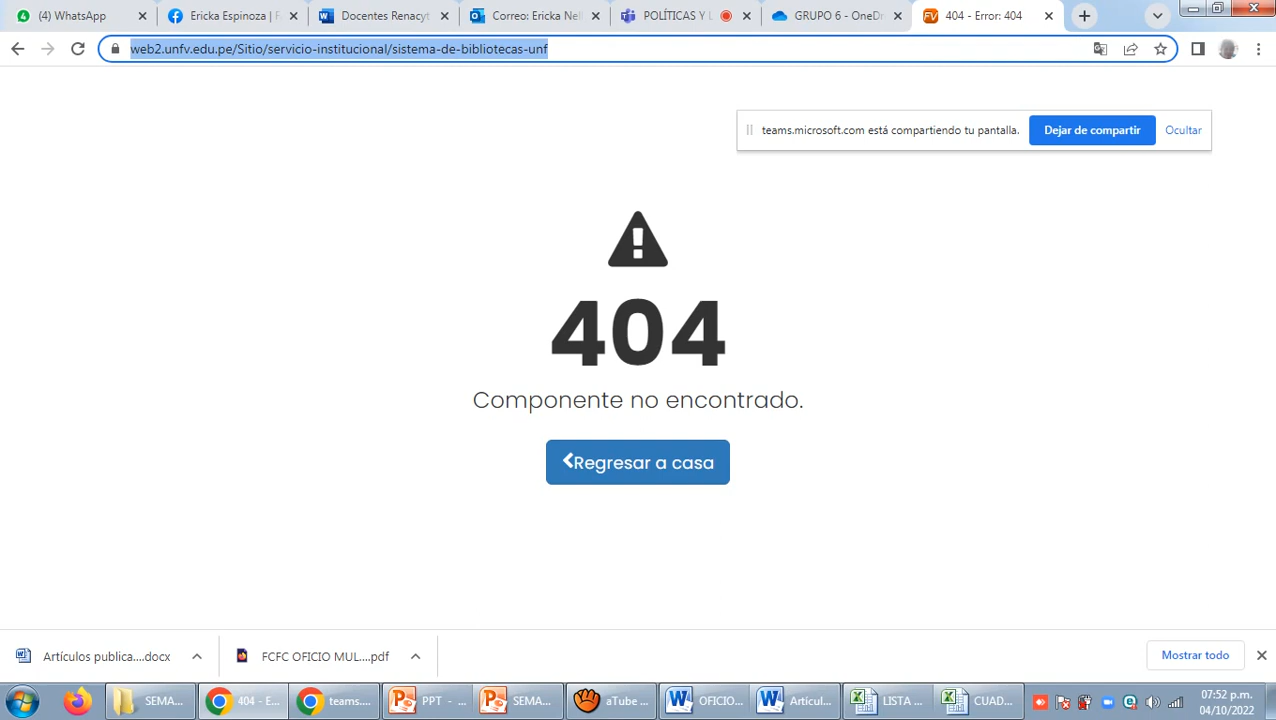 (4) WhatsApp
Ericka Espinoza | F
Docentes Renacyt
Correo: Ericka Nel
POLÍTICAS Y L
GRUPO 6 - OneD
FV 404 - Error: 404
web2.unfv.edu.pe/Sitio/servicio-institucional/sistema-de-bibliotecas-unf
teams.microsoft.com está compartiendo tu pantalla.
Dejar de compartir
Ocultar
404
Componente no encontrado.
Regresar a casa
Artículos publica....docx
FCFC OFICIO MUL....pdf
Mostrar todo
SEMA...
404 - E...
teams....
PPT - ...
SEMA...
aTube ...
OFICIO...
Articul...
LISTA ...
CUAD...
07:52 p.m.
04/10/2022